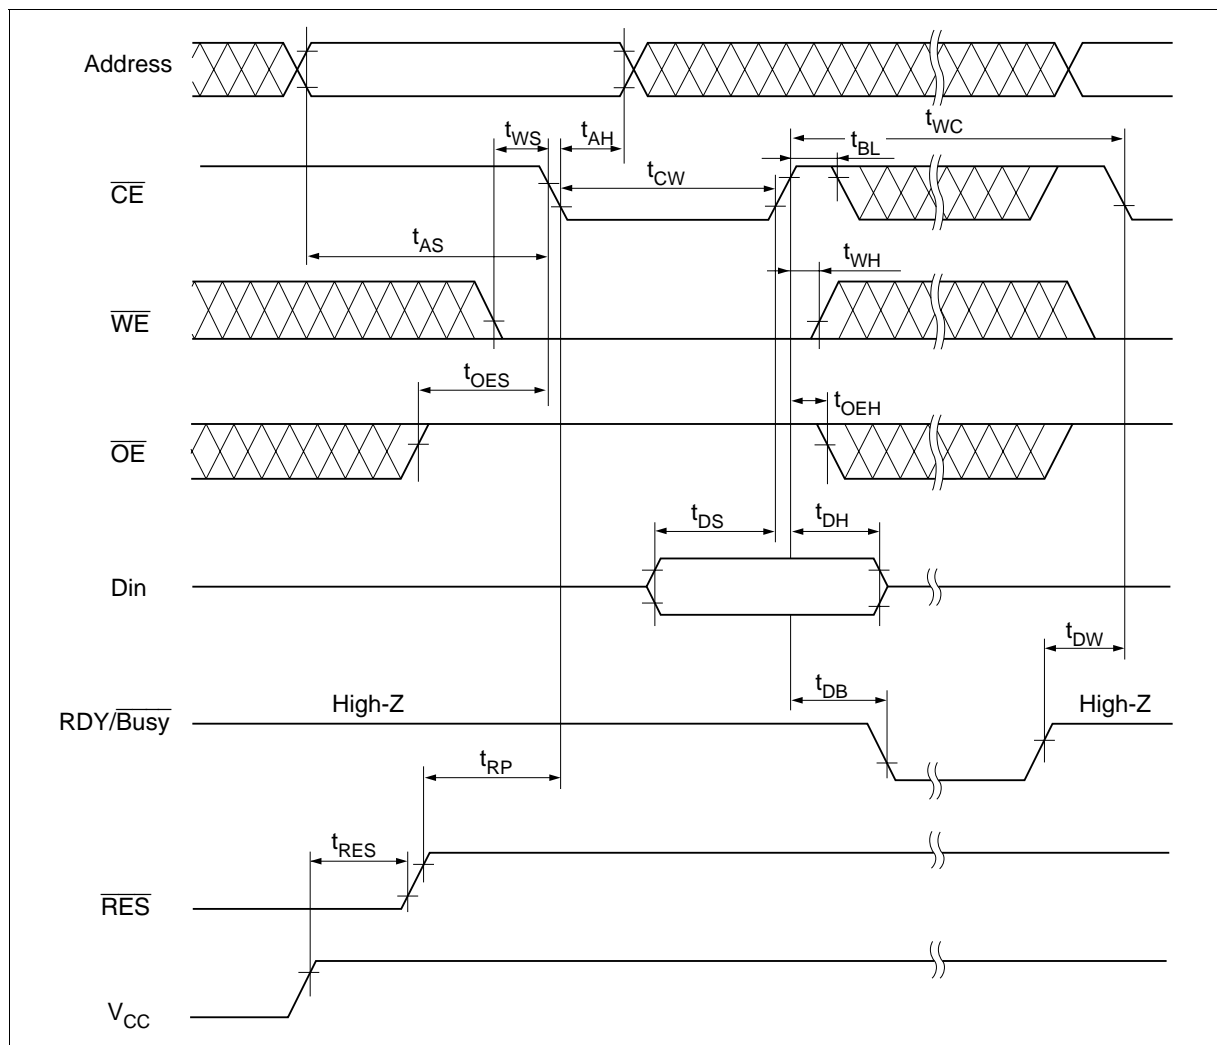 Address
tWS
tAH
tWC
tBL
CE
tCW
tAS
tWH
WE
tOES
tOEH
OE
tDS
tDH
Din
tDW
tDB
RDY/Busy
High-Z
High-Z
tRP
tRES
RES
VCC